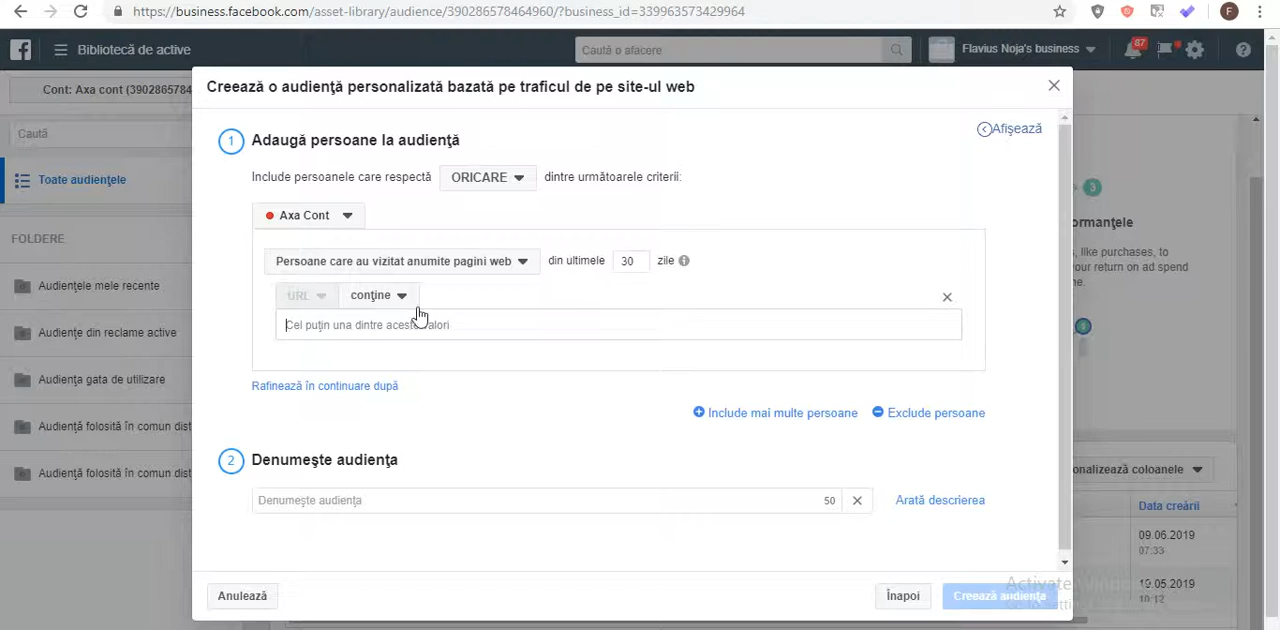 https://business.facebook.com/asset-library/audience/390286578464960/?business_id=339963573429964
F
Bibliotecă de active
Caută o afacere
Flavius Noja's business
87
Cont: Axa cont (3902865784
Caută
Toate audiențele
FOLDERE
Audiențele mele recente
Audiențe din reclame active
Audiența gata de utilizare
Audiență folosită în comun dist
Audiență folosită în comun dist
Creează o audiență personalizată bazată pe traficul de pe site-ul web
1
Adaugă persoane la audiență
Afișează
Include persoanele care respectă ORICARE dintre următoarele criterii:
Axa Cont
Persoane care au vizitat anumite pagini web din ultimele 30 zile
URL conține
Cel puțin una dintre aceste valori
Rafinează în continuare după
Include mai multe persoane
Exclude persoane
2
Denumește audiența
Denumește audiența 50
Arată descrierea
Anulează
Înapoi
Creează audiența
3
ormanțele
, like purchases, to
your return on ad spend
ne.
onalizează coloanele
Data creării
09.06.2019
07:33
19.05.2019
10:12